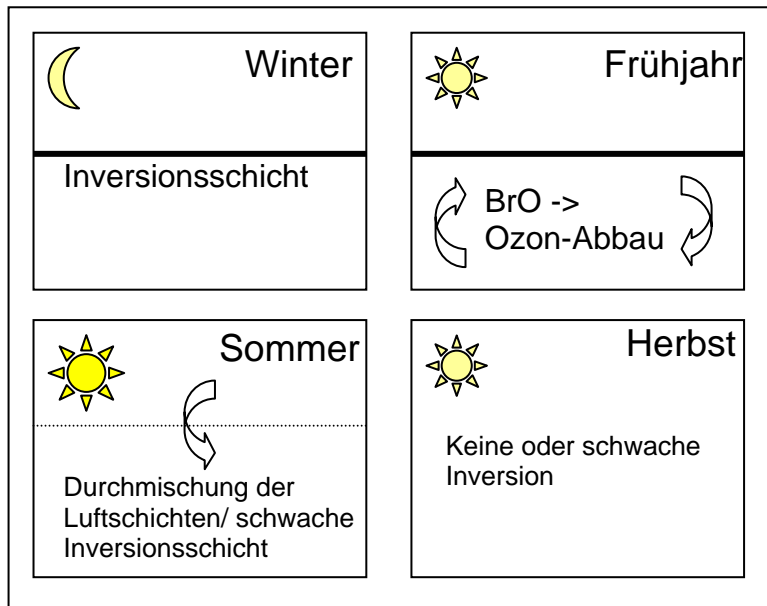 Winter
Inversionsschicht
Frühjahr
BrO ->
Ozon-Abbau
Sommer
Durchmischung der
Luftschichten/ schwache
Inversionsschicht
Herbst
Keine oder schwache
Inversion